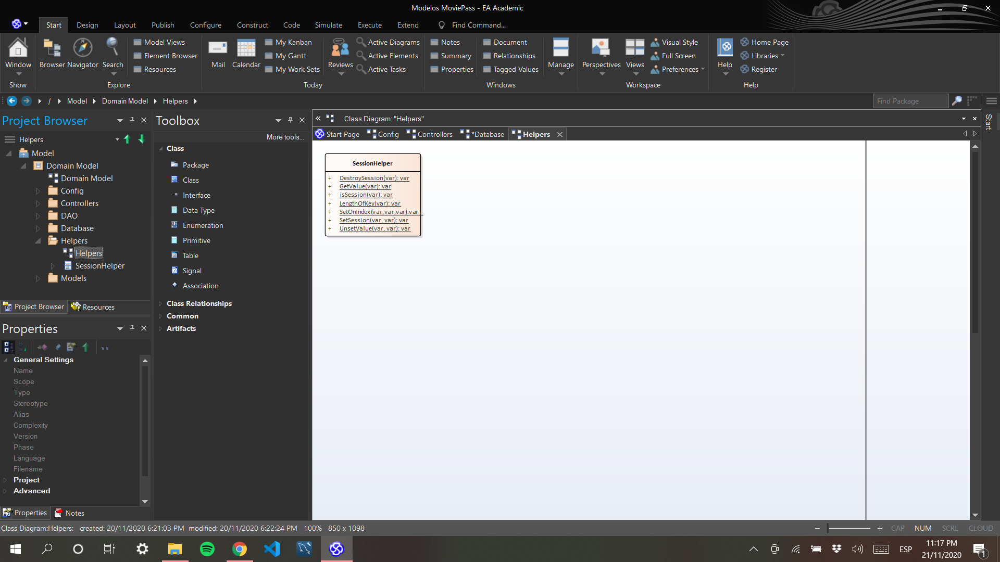 Modelos MoviePass - EA Academic
Start Design Layout Publish Configure Construct Code Simulate Execute Extend Find Command...
Window Browser Navigator Search Model Views Element Browser Resources
Show Explore
Mail Calendar My Kanban My Gantt My Work Sets Reviews Active Diagrams Active Elements Active Tasks
Today
Notes Summary Properties Document Relationships Tagged Values
Windows
Manage Perspectives Views Visual Style Full Screen Preferences
Workspace
Help Home Page Libraries Register
Help
/ Model Domain Model Helpers
Find Package
Project Browser
Helpers
Model
Domain Model
Domain Model
Config
Controllers
DAO
Database
Helpers
Helpers
SessionHelper
Models
Project Browser Resources
Properties
General Settings
Name
Scope
Type
Stereotype
Alias
Complexity
Version
Phase
Language
Filename
Project
Advanced
Properties Notes
Toolbox
More tools...
Class
Package
Class
Interface
Data Type
Enumeration
Primitive
Table
Signal
Association
Class Relationships
Common
Artifacts
Class Diagram: "Helpers"
Start Page Config Controllers *Database Helpers
SessionHelper
+ DestroySession(var): var
+ GetValue(var): var
+ isSession(var): var
+ LengthOfKey(var): var
+ SetOnIndex(var,var,var):var
+ SetSession(var, var): var
+ UnsetValue(var, var): var
Start
Class Diagram:Helpers: created: 20/11/2020 6:21:03 PM modified: 20/11/2020 6:22:24 PM 100% 850 x 1098
CAP NUM SCRL CLOUD
ESP
11:17 PM
21/11/2020
1